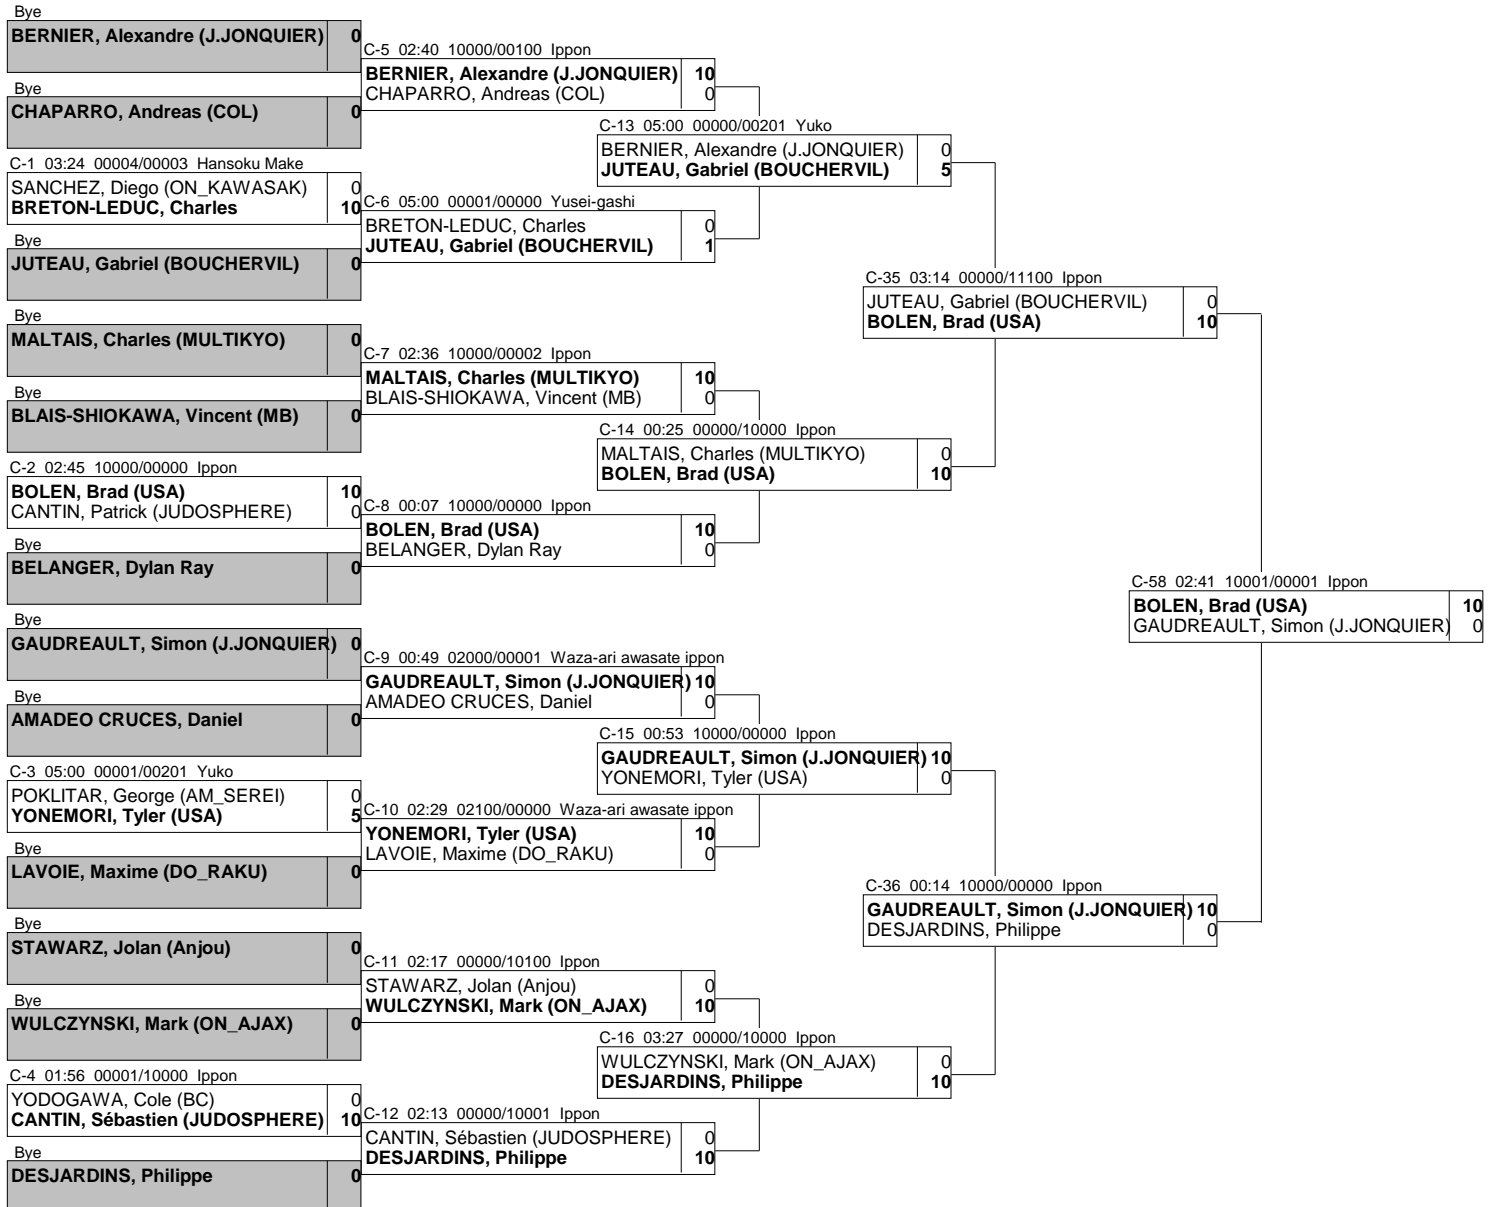 Bye
BERNIER, Alexandre (J.JONQUIER) 0
Bye
CHAPARRO, Andreas (COL) 0
C-1 03:24 00004/00003 Hansoku Make
SANCHEZ, Diego (ON_KAWASAK) 0
BRETON-LEDUC, Charles 10
Bye
JUTEAU, Gabriel (BOUCHERVIL) 0
Bye
MALTAIS, Charles (MULTIKYO) 0
Bye
BLAIS-SHIOKAWA, Vincent (MB) 0
C-2 02:45 10000/00000 Ippon
BOLEN, Brad (USA) 10
CANTIN, Patrick (JUDOSPHERE) 0
Bye
BELANGER, Dylan Ray 0
Bye
GAUDREAULT, Simon (J.JONQUIER) 0
Bye
AMADEO CRUCES, Daniel 0
C-3 05:00 00001/00201 Yuko
POKLITAR, George (AM_SEREI) 0
YONEMORI, Tyler (USA) 5
Bye
LAVOIE, Maxime (DO_RAKU) 0
Bye
STAWARZ, Jolan (Anjou) 0
Bye
WULCZYNSKI, Mark (ON_AJAX) 0
C-4 01:56 00001/10000 Ippon
YODOGAWA, Cole (BC) 0
CANTIN, Sébastien (JUDOSPHERE) 10
Bye
DESJARDINS, Philippe 0
C-5 02:40 10000/00100 Ippon
BERNIER, Alexandre (J.JONQUIER) 10
CHAPARRO, Andreas (COL) 0
C-6 05:00 00001/00000 Yusei-gashi
BRETON-LEDUC, Charles 0
JUTEAU, Gabriel (BOUCHERVIL) 1
C-7 02:36 10000/00002 Ippon
MALTAIS, Charles (MULTIKYO) 10
BLAIS-SHIOKAWA, Vincent (MB) 0
C-8 00:07 10000/00000 Ippon
BOLEN, Brad (USA) 10
BELANGER, Dylan Ray 0
C-9 00:49 02000/00001 Waza-ari awasate ippon
GAUDREAULT, Simon (J.JONQUIER) 10
AMADEO CRUCES, Daniel 0
C-10 02:29 02100/00000 Waza-ari awasate ippon
YONEMORI, Tyler (USA) 10
LAVOIE, Maxime (DO_RAKU) 0
C-11 02:17 00000/10100 Ippon
STAWARZ, Jolan (Anjou) 0
WULCZYNSKI, Mark (ON_AJAX) 10
C-12 02:13 00000/10001 Ippon
CANTIN, Sébastien (JUDOSPHERE) 0
DESJARDINS, Philippe 10
C-13 05:00 00000/00201 Yuko
BERNIER, Alexandre (J.JONQUIER) 0
JUTEAU, Gabriel (BOUCHERVIL) 5
C-14 00:25 00000/10000 Ippon
MALTAIS, Charles (MULTIKYO) 0
BOLEN, Brad (USA) 10
C-15 00:53 10000/00000 Ippon
GAUDREAULT, Simon (J.JONQUIER) 10
YONEMORI, Tyler (USA) 0
C-16 03:27 00000/10000 Ippon
WULCZYNSKI, Mark (ON_AJAX) 0
DESJARDINS, Philippe 10
C-35 03:14 00000/11100 Ippon
JUTEAU, Gabriel (BOUCHERVIL) 0
BOLEN, Brad (USA) 10
C-36 00:14 10000/00000 Ippon
GAUDREAULT, Simon (J.JONQUIER) 10
DESJARDINS, Philippe 0
C-58 02:41 10001/00001 Ippon
BOLEN, Brad (USA) 10
GAUDREAULT, Simon (J.JONQUIER) 0